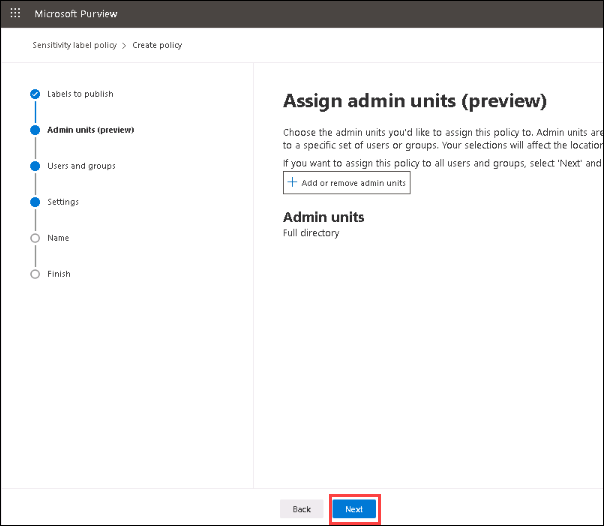 Microsoft Purview
Sensitivity label policy > Create policy
Labels to publish
Admin units (preview)
Users and groups
Settings
Name
Finish
Assign admin units (preview)
Choose the admin units you'd like to assign this policy to. Admin units are
to a specific set of users or groups. Your selections will affect the location
If you want to assign this policy to all users and groups, select 'Next' and
+ Add or remove admin units
Admin units
Full directory
Back
Next